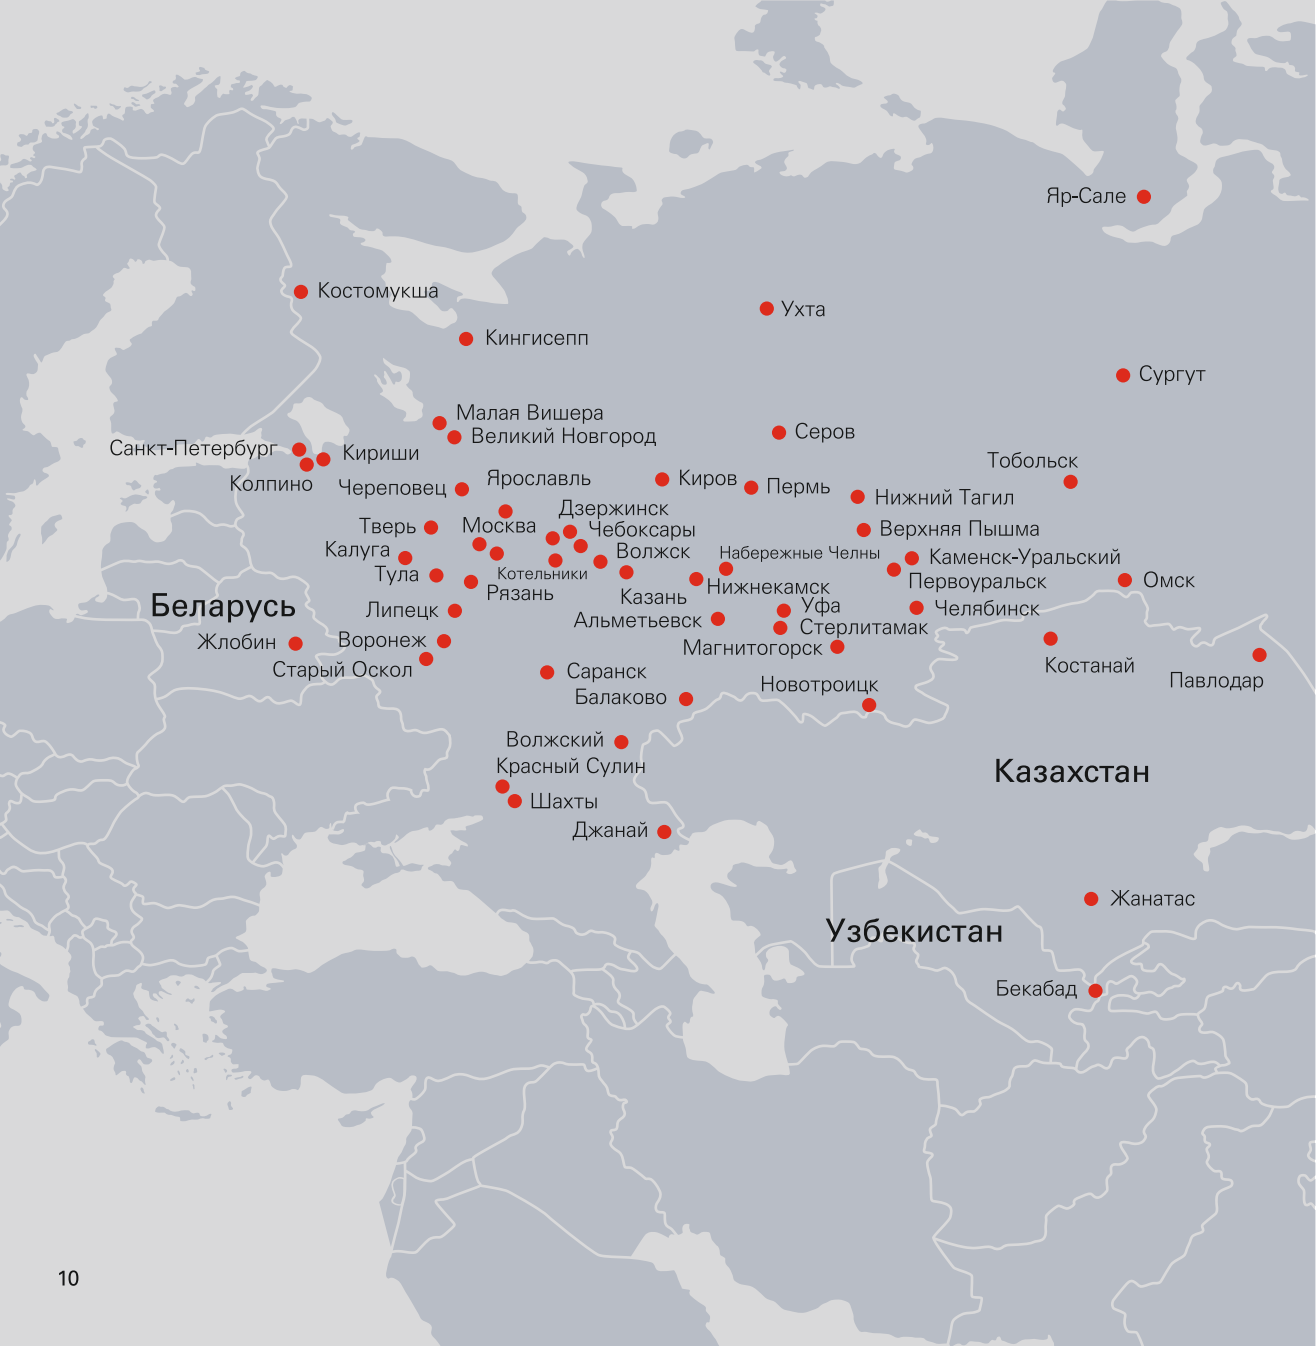 Яр-Сале
Костомукша
Ухта
Кингисепп
Сургут
Малая Вишера
Великий Новгород
Серов
Санкт-Петербург
Кириши
Тобольск
Колпино
Череповец
Ярославль
Киров
Пермь
Нижний Тагил
Дзержинск
Тверь
Москва
Чебоксары
Верхняя Пышма
Калуга
Волжск
Набережные Челны
Каменск-Уральский
Тула
Котельники
Первоуральск
Омск
Рязань
Казань
Нижнекамск
Беларусь
Липецк
Альметьевск
Уфа
Челябинск
Жлобин
Воронеж
Стерлитамак
Старый Оскол
Магнитогорск
Саранск
Костанай
Павлодар
Балаково
Новотроицк
Волжский
Красный Сулин
Казахстан
Шахты
Джанай
Жанатас
Узбекистан
Бекабад
10